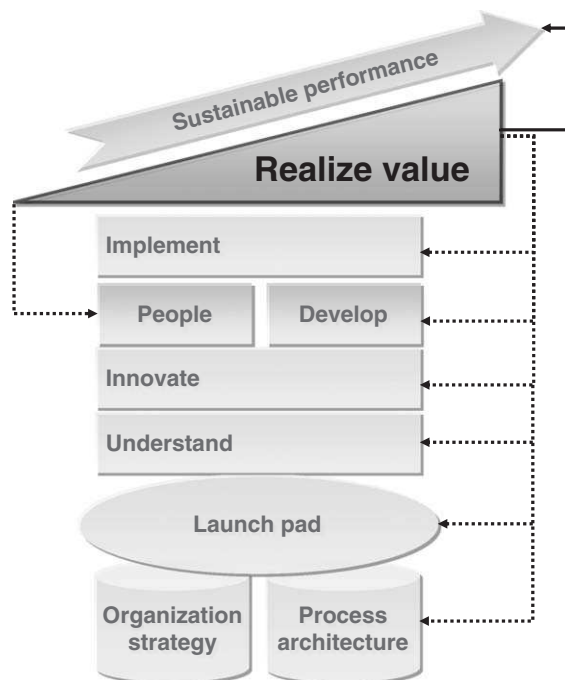 Sustainable performance
Realize value
Implement
People
Develop
Innovate
Understand
Launch pad
Organization
strategy
Process
architecture